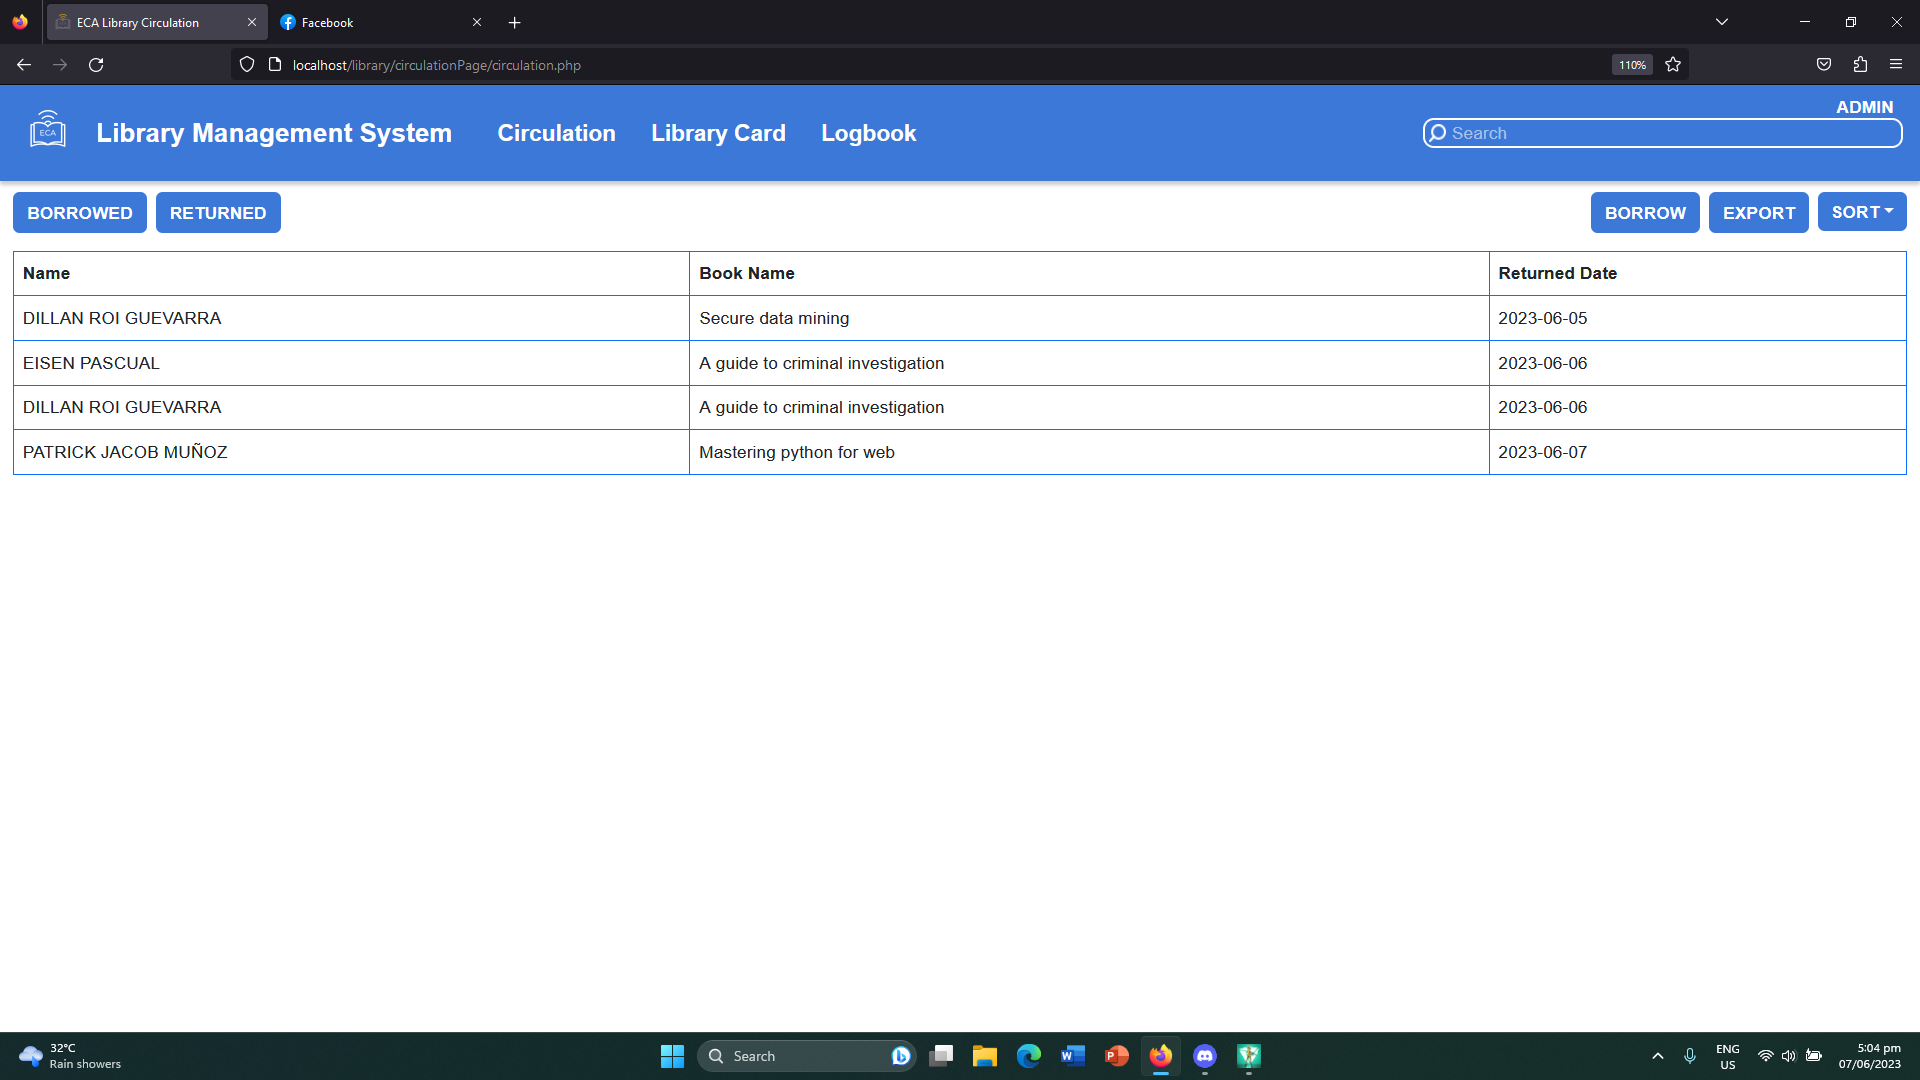 ECA Library Circulation
Facebook
localhost/library/circulationPage/circulation.php
110%
ECA
Library Management System
Circulation
Library Card
Logbook
ADMIN
Search
BORROWED
RETURNED
BORROW
EXPORT
SORT
Name
Book Name
Returned Date
DILLAN ROI GUEVARRA
Secure data mining
2023-06-05
EISEN PASCUAL
A guide to criminal investigation
2023-06-06
DILLAN ROI GUEVARRA
A guide to criminal investigation
2023-06-06
PATRICK JACOB MUÑOZ
Mastering python for web
2023-06-07
32°C
Rain showers
Search
ENG
US
5:04 pm
07/06/2023